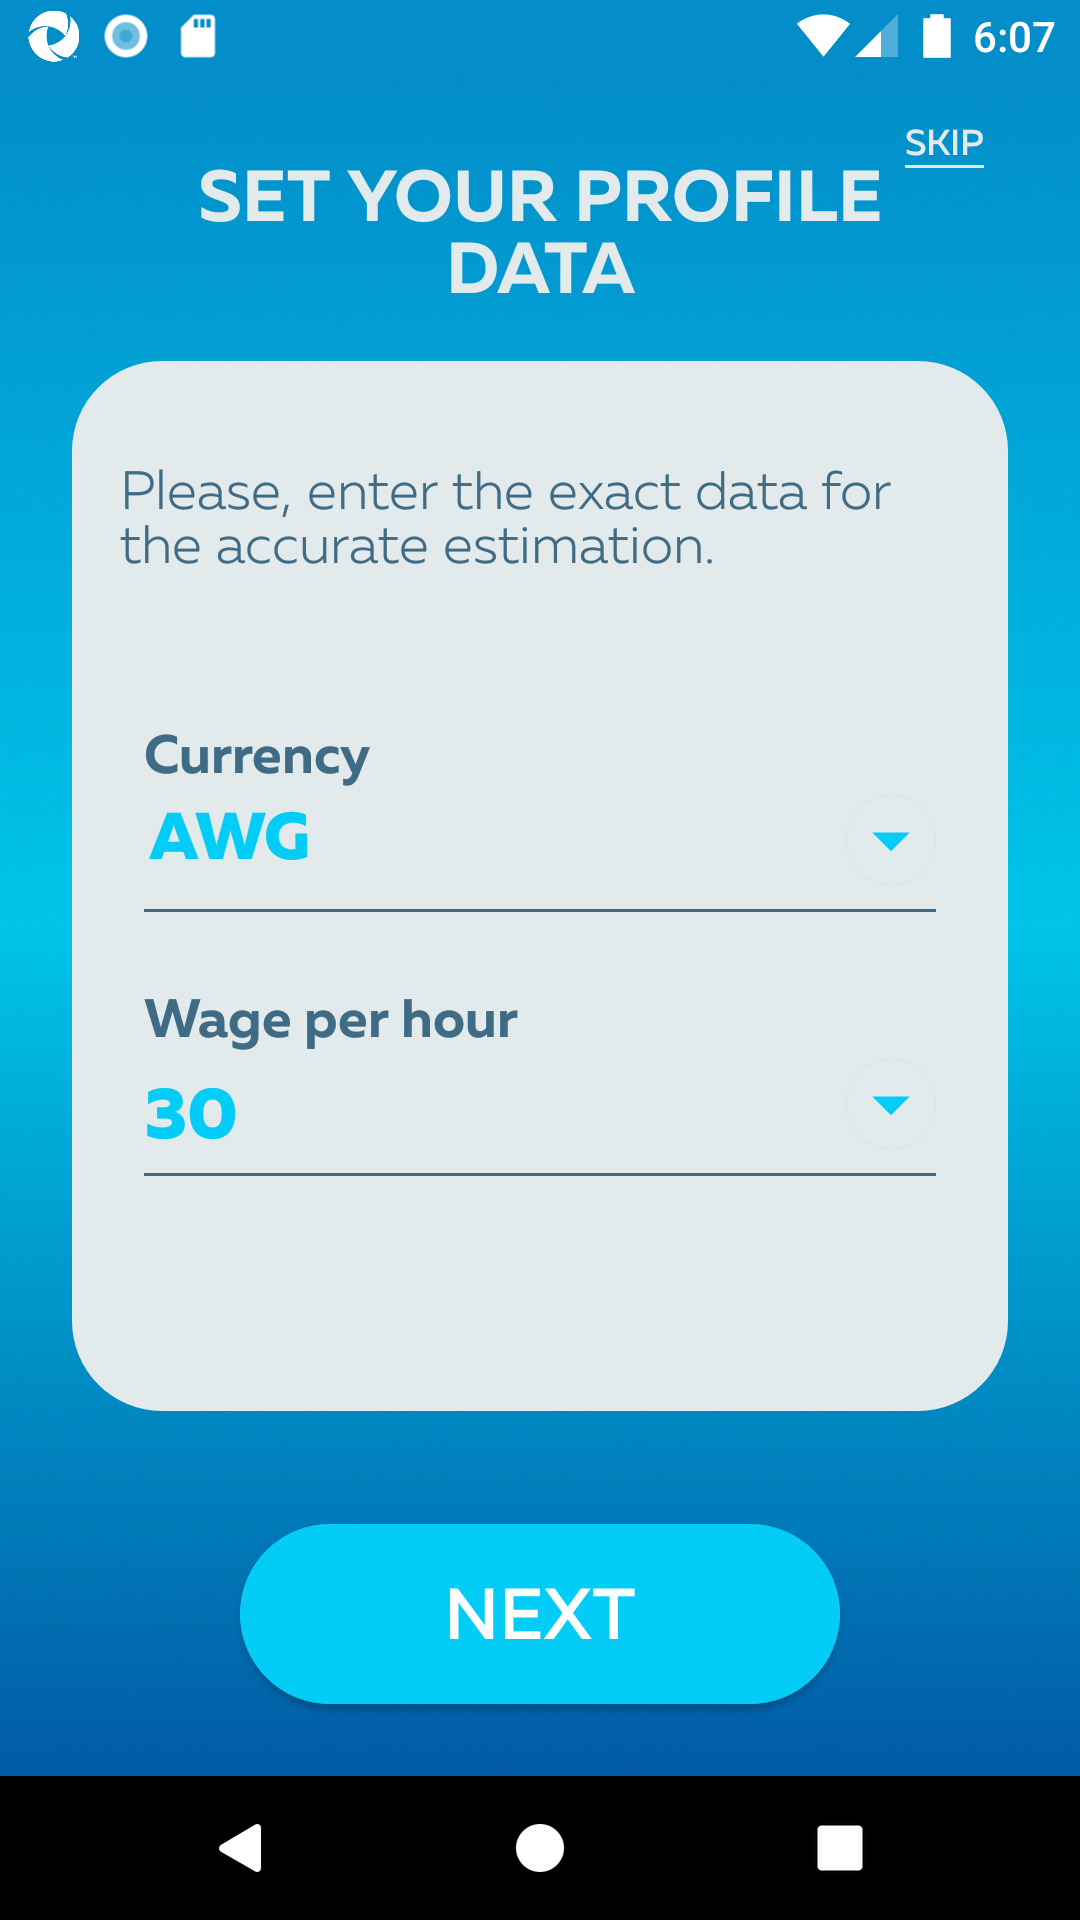 6:07
SKIP
SET YOUR PROFILE
DATA
Please, enter the exact data for
the accurate estimation.
Currency
AWG
Wage per hour
30
NEXT